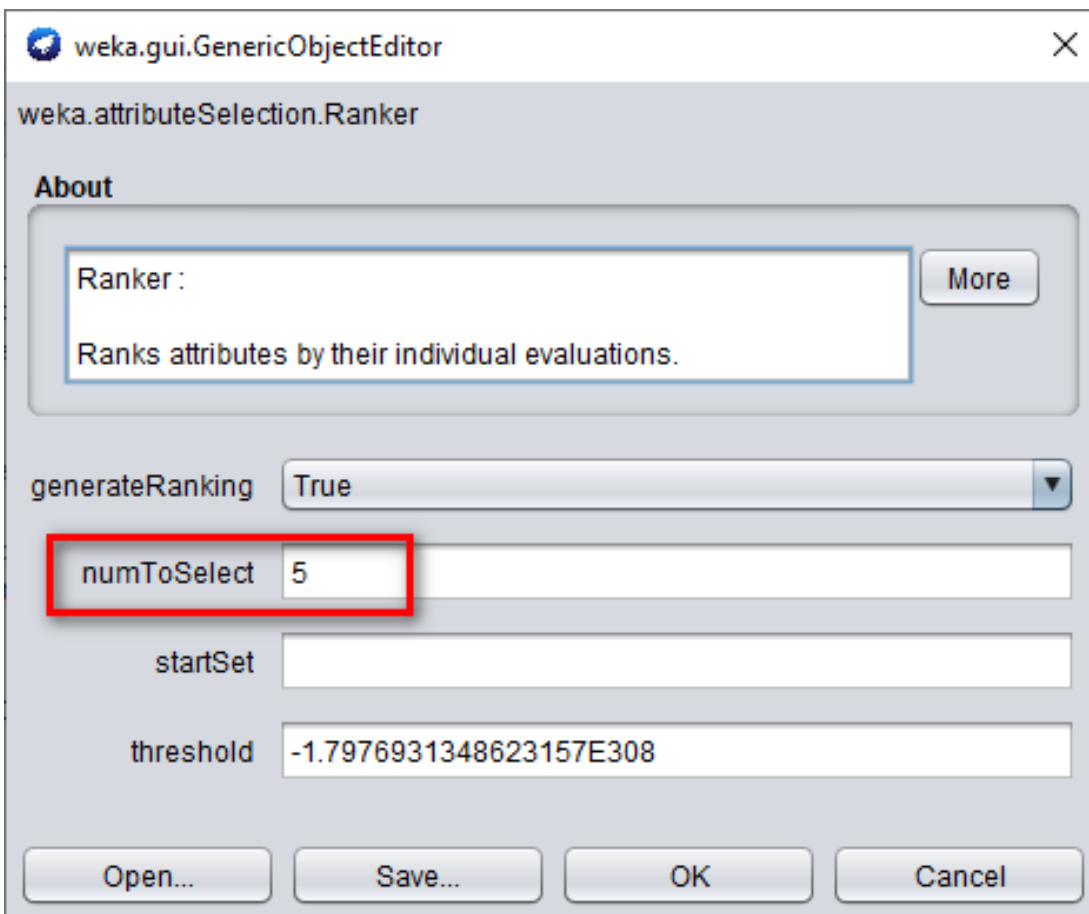 weka.gui.GenericObjectEditor
weka.attributeSelection.Ranker
About
Ranker :
More
Ranks attributes by their individual evaluations.
generateRanking True
numToSelect 5
startSet
threshold -1.7976931348623157E308
Open... Save... OK Cancel